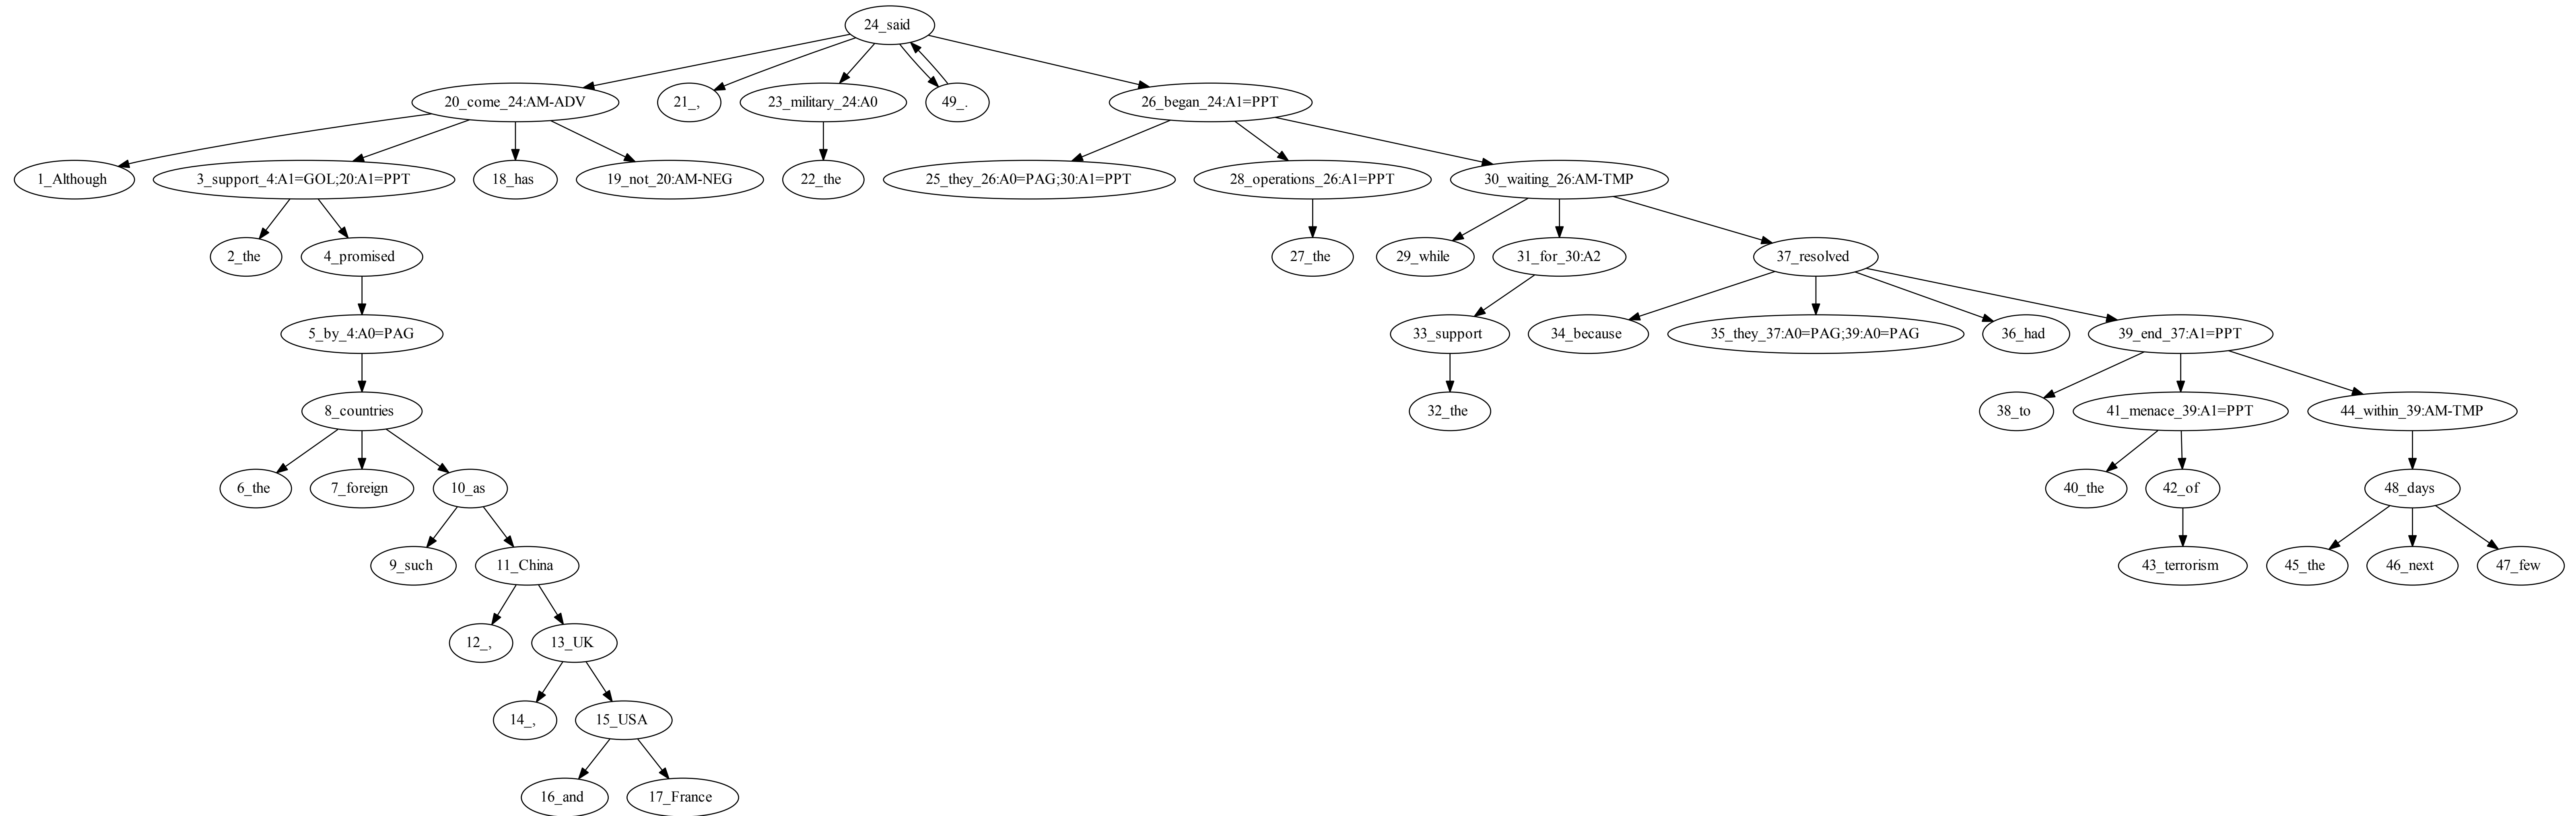 24_said
20_come_24:AM-ADV 21_, 23_military_24:A0 49_. 26_began_24:A1=PPT
1_Although 3_support_4:A1=GOL;20:A1=PPT 18_has 19_not_20:AM-NEG 22_the 25_they_26:A0=PAG;30:A1=PPT 28_operations_26:A1=PPT 30_waiting_26:AM-TMP
2_the 4_promised 27_the 29_while 31_for_30:A2 37_resolved
5_by_4:A0=PAG 33_support 34_because 35_they_37:A0=PAG;39:A0=PAG 36_had 39_end_37:A1=PPT
8_countries 32_the 38_to 41_menace_39:A1=PPT 44_within_39:AM-TMP
6_the 7_foreign 10_as 40_the 42_of 48_days
9_such 11_China 43_terrorism 45_the 46_next 47_few
12_, 13_UK
14_, 15_USA
16_and 17_France